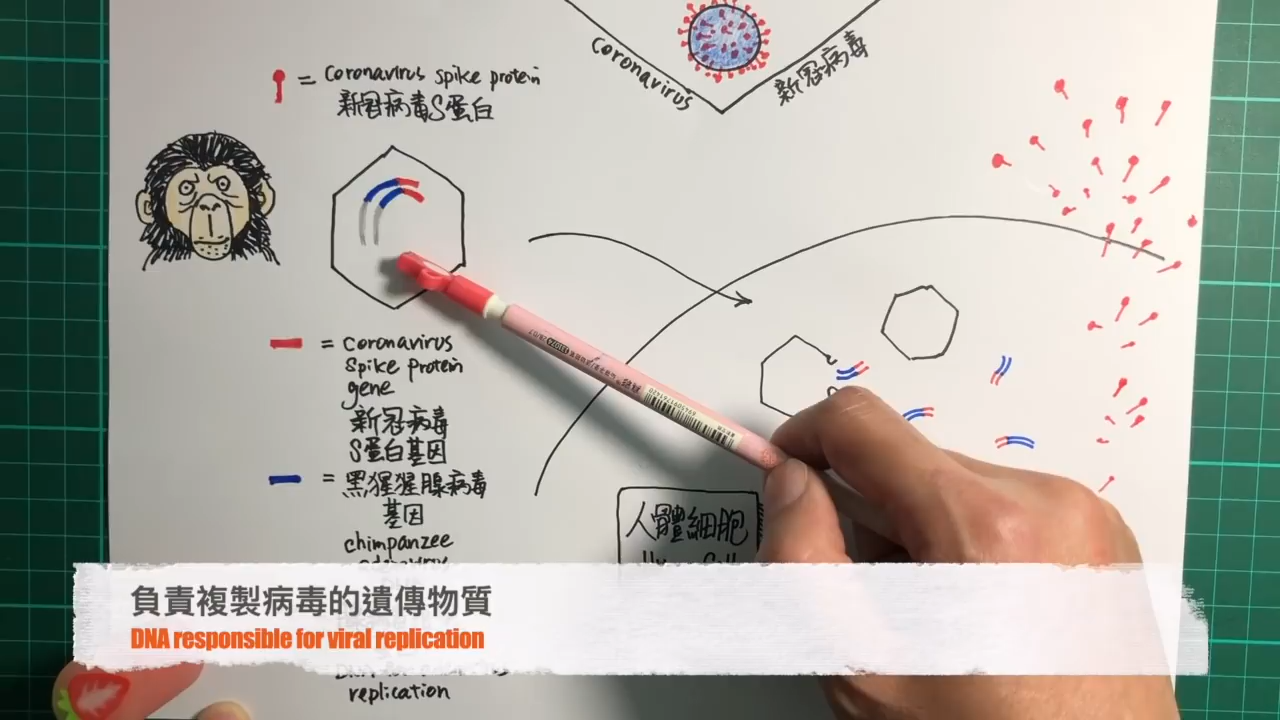 coronavirus
新冠病毒
= Coronavirus spike protein
新冠病毒S蛋白
= coronavirus
Spike protein
gene
新冠病毒
S蛋白基因
= 黑猩猩腺病毒
基因
chimpanzee
人體細胞
負責複製病毒的遺傳物質
DNA responsible for viral replication
replication